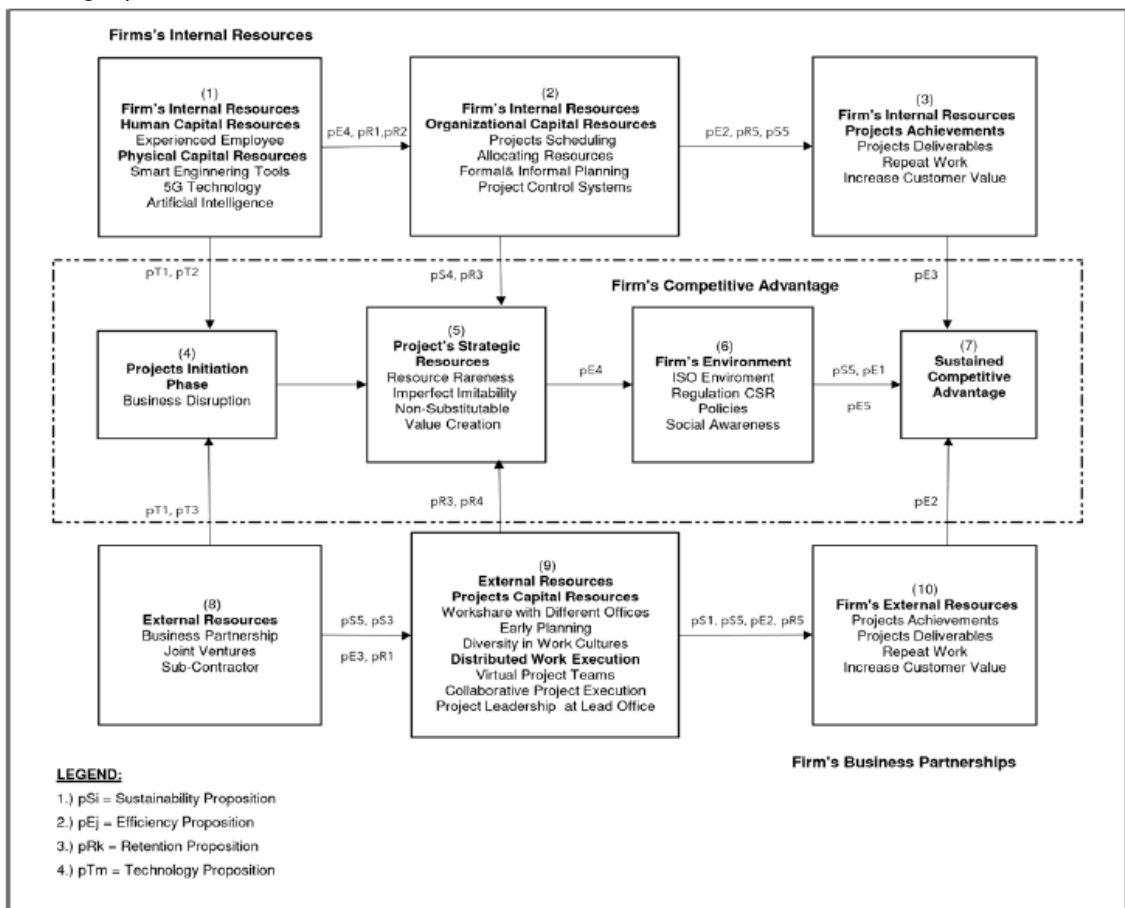 Firms's Internal Resources
(1)
Firm's Internal Resources
Human Capital Resources
Experienced Employee
Physical Capital Resources
Smart Enginnering Tools
5G Technology
Artificial Intelligence
pE4, pR1,pR2
(2)
Firm's Internal Resources
Organizational Capital Resources
Projects Scheduling
Allocating Resources
Formal& Informal Planning
Project Control Systems
pE2, pR5, pS5
(3)
Firm's Internal Resources
Projects Achievements
Projects Deliverables
Repeat Work
Increase Customer Value
pT1, pT2
pS4, pR3
pE3
Firm's Competitive Advantage
(4)
Projects Initiation
Phase
Business Disruption
(5)
Project's Strategic
Resources
Resource Rareness
Imperfect Imitability
Non-Substitutable
Value Creation
pE4
(6)
Firm's Environment
ISO Enviroment
Regulation CSR
Policies
Social Awareness
pS5, pE1
pE5
(7)
Sustained
Competitive
Advantage
pT1, pT3
pR3, pR4
pE2
(8)
External Resources
Business Partnership
Joint Ventures
Sub-Contractor
pS5, pS3
pE3, pR1
(9)
External Resources
Projects Capital Resources
Workshare with Different Offices
Early Planning
Diversity in Work Cultures
Distributed Work Execution
Virtual Project Teams
Collaborative Project Execution
Project Leadership at Lead Office
pS1, pS5, pE2, pR5
(10)
Firm's External Resources
Projects Achievements
Projects Deliverables
Repeat Work
Increase Customer Value
Firm's Business Partnerships
LEGEND:
1.) pSi = Sustainability Proposition
2.) pEj = Efficiency Proposition
3.) pRk = Retention Proposition
4.) pTm = Technology Proposition